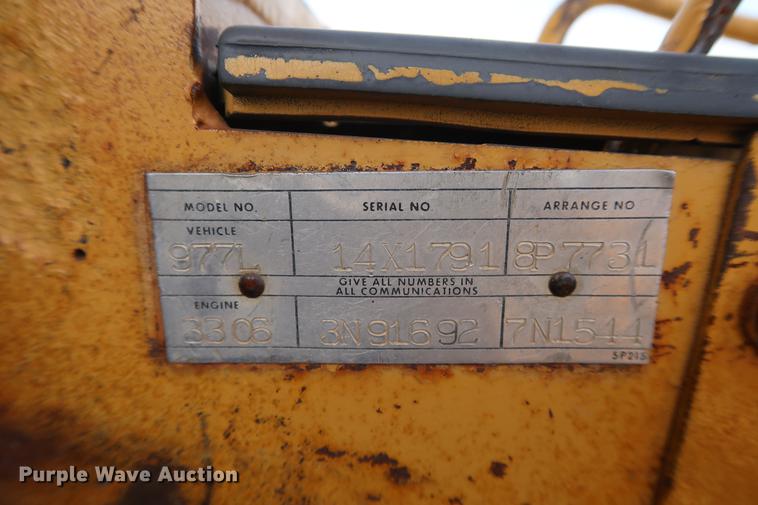 MODEL NO. SERIAL NO. ARRANGE NO
VEHICLE
977L 14X1791 8P7731
GIVE ALL NUMBERS IN
ALL COMMUNICATIONS
ENGINE
3306 3N91692 7N1544
5P215
Purple Wave Auction